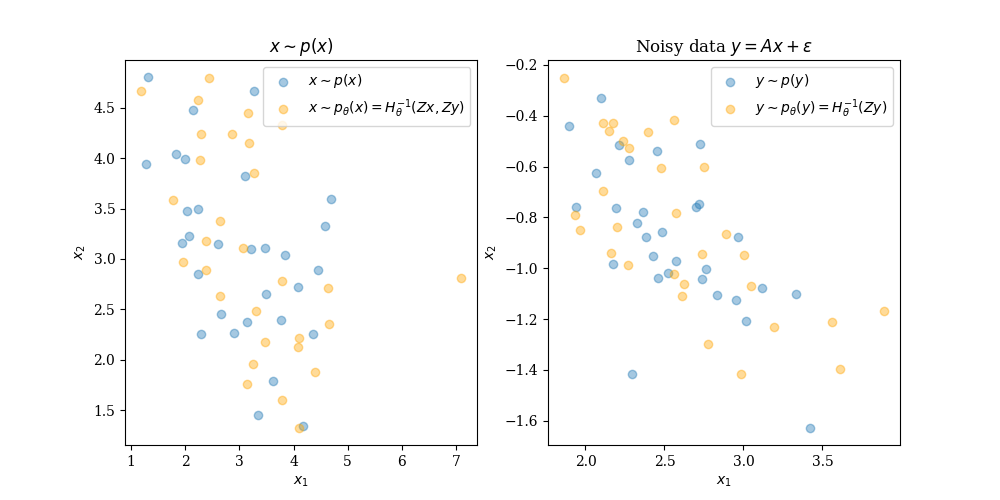 x ∼ p(x)
x ∼ p(x)
x ∼ p_θ(x) = H_θ^{-1}(Zx, Zy)
4.5
4.0
3.5
3.0
2.5
2.0
1.5
x_2
1 2 3 4 5 6 7
x_1
Noisy data y = Ax + ε
y ∼ p(y)
y ∼ p_θ(y) = H_θ^{-1}(Zy)
−0.2
−0.4
−0.6
−0.8
−1.0
−1.2
−1.4
−1.6
x_2
2.0 2.5 3.0 3.5
x_1